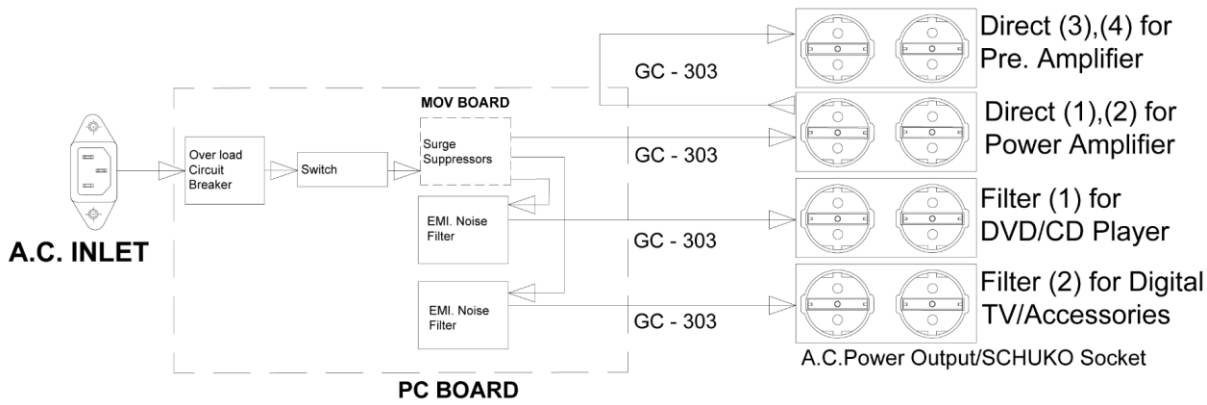 A.C. INLET
Over load
Circuit
Breaker
Switch
MOV BOARD
Surge
Suppressors
EMI. Noise
Filter
EMI. Noise
Filter
PC BOARD
GC - 303
GC - 303
GC - 303
GC - 303
Direct (3),(4) for
Pre. Amplifier
Direct (1),(2) for
Power Amplifier
Filter (1) for
DVD/CD Player
Filter (2) for Digital
TV/Accessories
A.C.Power Output/SCHUKO Socket